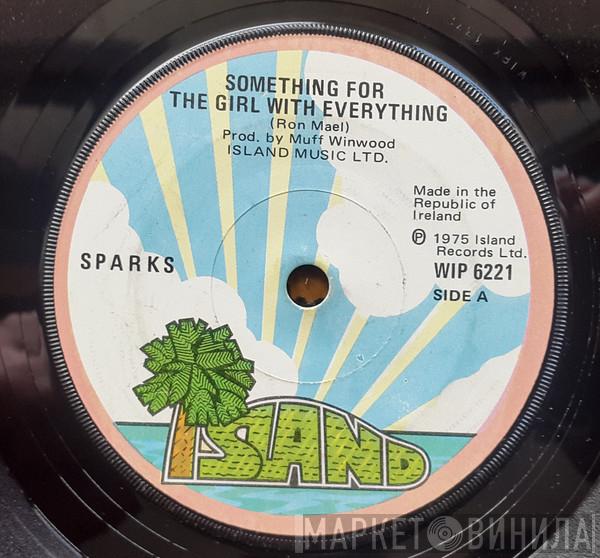 SOMETHING FOR
THE GIRL WITH EVERYTHING
(Ron Mael)
Prod. by Muff Winwood
ISLAND MUSIC LTD.
Made in the
Republic of
Ireland
℗ 1975 Island
Records Ltd.
WIP 6221
SIDE A
SPARKS
ISLAND
МАРКЕТ ВИНИЛА